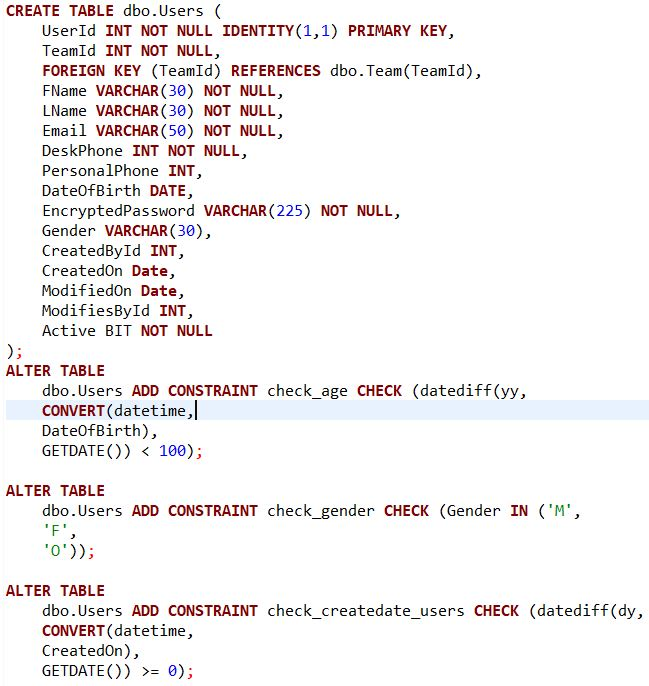 CREATE TABLE dbo.Users (
    UserId INT NOT NULL IDENTITY(1,1) PRIMARY KEY,
    TeamId INT NOT NULL,
    FOREIGN KEY (TeamId) REFERENCES dbo.Team(TeamId),
    FName VARCHAR(30) NOT NULL,
    LName VARCHAR(30) NOT NULL,
    Email VARCHAR(50) NOT NULL,
    DeskPhone INT NOT NULL,
    PersonalPhone INT,
    DateOfBirth DATE,
    EncryptedPassword VARCHAR(225) NOT NULL,
    Gender VARCHAR(30),
    CreatedById INT,
    CreatedOn Date,
    ModifiedOn Date,
    ModifiesById INT,
    Active BIT NOT NULL
);
ALTER TABLE
    dbo.Users ADD CONSTRAINT check_age CHECK (datediff(yy,
    CONVERT(datetime,
    DateOfBirth),
    GETDATE()) < 100);
ALTER TABLE
    dbo.Users ADD CONSTRAINT check_gender CHECK (Gender IN ('M',
    'F',
    'O'));
ALTER TABLE
    dbo.Users ADD CONSTRAINT check_createdate_users CHECK (datediff(dy,
    CONVERT(datetime,
    CreatedOn),
    GETDATE()) >= 0);